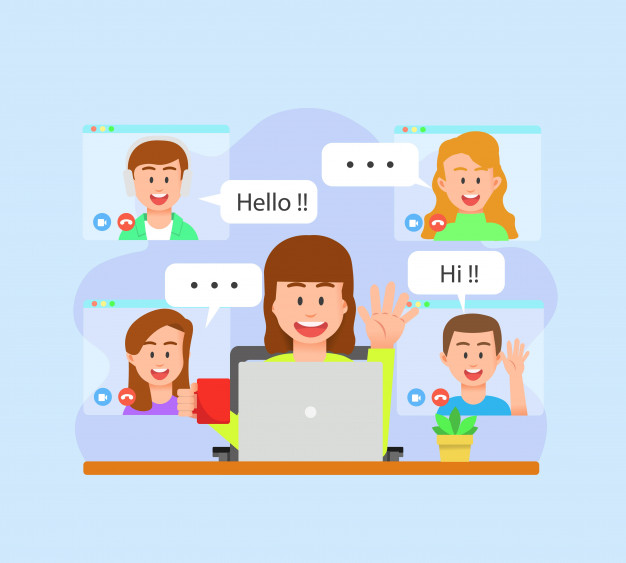 Hello !!
• • •
• • •
Hi !!